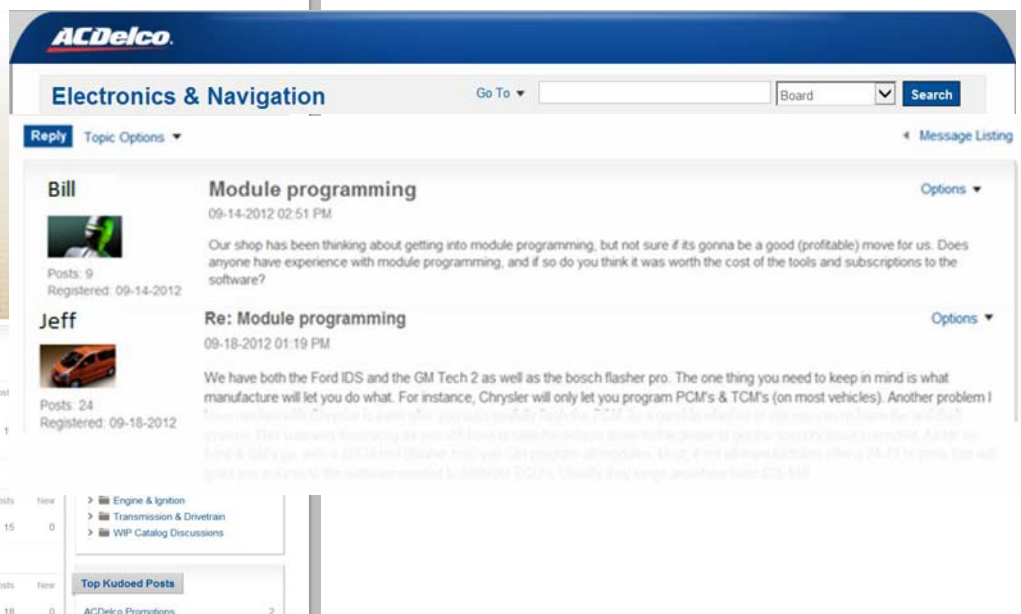 ACDelco.
Electronics & Navigation
Go To
Board
Search
Reply
Topic Options
Message Listing
Bill
Module programming
Options
09-14-2012 02:51 PM
Our shop has been thinking about getting into module programming, but not sure if its gonna be a good (profitable) move for us. Does
anyone have experience with module programming, and if so do you think it was worth the cost of the tools and subscriptions to the
software?
Posts: 9
Registered: 09-14-2012
Jeff
Re: Module programming
Options
09-18-2012 01:19 PM
We have both the Ford IDS and the GM Tech 2 as well as the bosch flasher pro. The one thing you need to keep in mind is what
manufacture will let you do what. For instance, Chrysler will only let you program PCM's & TCM's (on most vehicles). Another problem I
Posts: 24
Registered: 09-18-2012
New
Engine & Ignition
Transmission & Drivetrain
15 0
WIP Catalog Discussions
New
Top Kudoed Posts
18 0
ACDelco Promotions 2